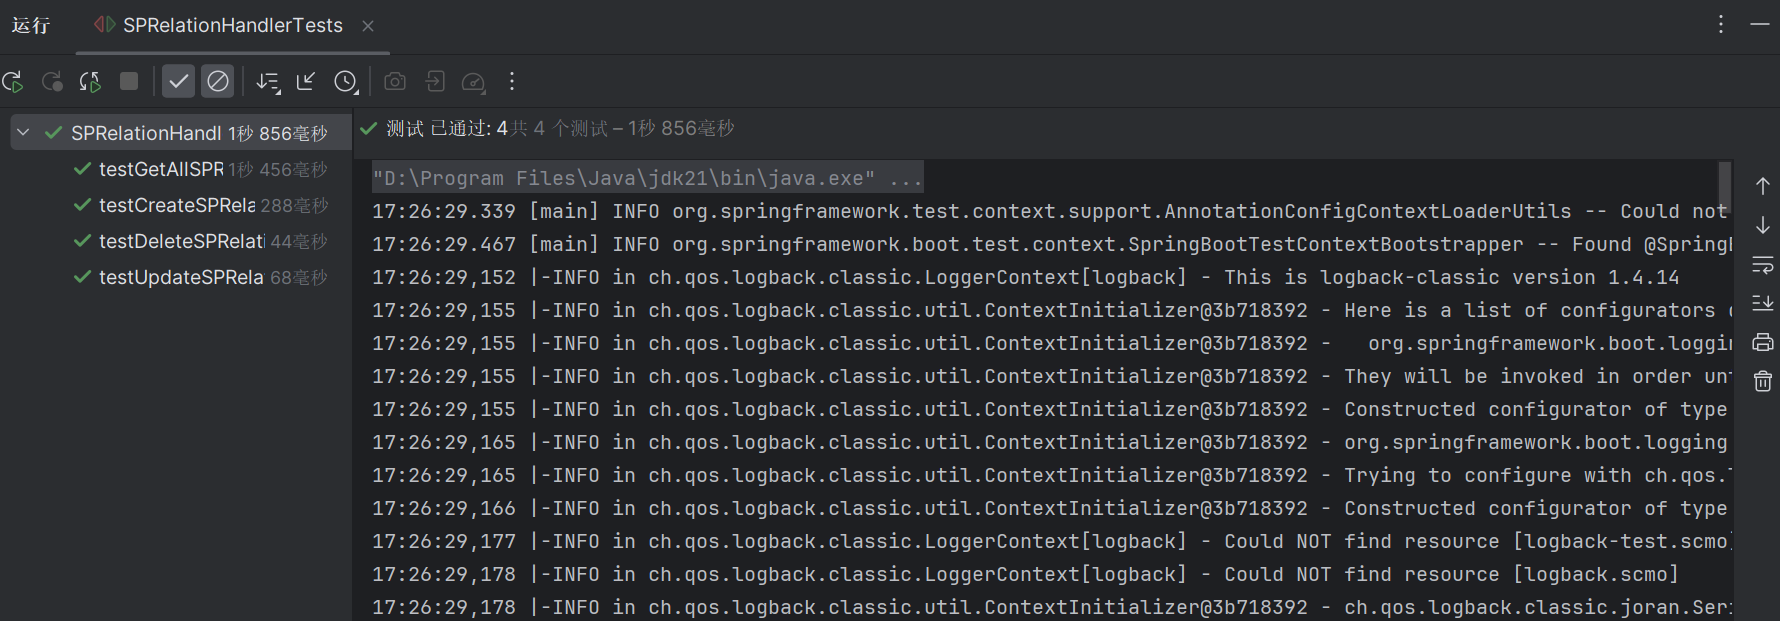 运行 SPRelationHandlerTests
SPRelationHandl 1秒 856毫秒
testGetAllSPR 1秒 456毫秒
testCreateSPRela 288毫秒
testDeleteSPRelati 44毫秒
testUpdateSPRela 68毫秒
测试 已通过: 4共 4 个测试 – 1秒 856毫秒
"D:\Program Files\Java\jdk21\bin\java.exe" ...
17:26:29.339 [main] INFO org.springframework.test.context.support.AnnotationConfigContextLoaderUtils -- Could not
17:26:29.467 [main] INFO org.springframework.boot.test.context.SpringBootTestContextBootstrapper -- Found @SpringB
17:26:29,152 |-INFO in ch.qos.logback.classic.LoggerContext[logback] - This is logback-classic version 1.4.14
17:26:29,155 |-INFO in ch.qos.logback.classic.util.ContextInitializer@3b718392 - Here is a list of configurators
17:26:29,155 |-INFO in ch.qos.logback.classic.util.ContextInitializer@3b718392 -   org.springframework.boot.loggin
17:26:29,155 |-INFO in ch.qos.logback.classic.util.ContextInitializer@3b718392 - They will be invoked in order unt
17:26:29,155 |-INFO in ch.qos.logback.classic.util.ContextInitializer@3b718392 - Constructed configurator of type
17:26:29,165 |-INFO in ch.qos.logback.classic.util.ContextInitializer@3b718392 - org.springframework.boot.logging
17:26:29,165 |-INFO in ch.qos.logback.classic.util.ContextInitializer@3b718392 - Trying to configure with ch.qos.
17:26:29,166 |-INFO in ch.qos.logback.classic.util.ContextInitializer@3b718392 - Constructed configurator of type
17:26:29,177 |-INFO in ch.qos.logback.classic.LoggerContext[logback] - Could NOT find resource [logback-test.scmo]
17:26:29,178 |-INFO in ch.qos.logback.classic.LoggerContext[logback] - Could NOT find resource [logback.scmo]
17:26:29,178 |-INFO in ch.qos.logback.classic.util.ContextInitializer@3b718392 - ch.qos.logback.classic.joran.Seri